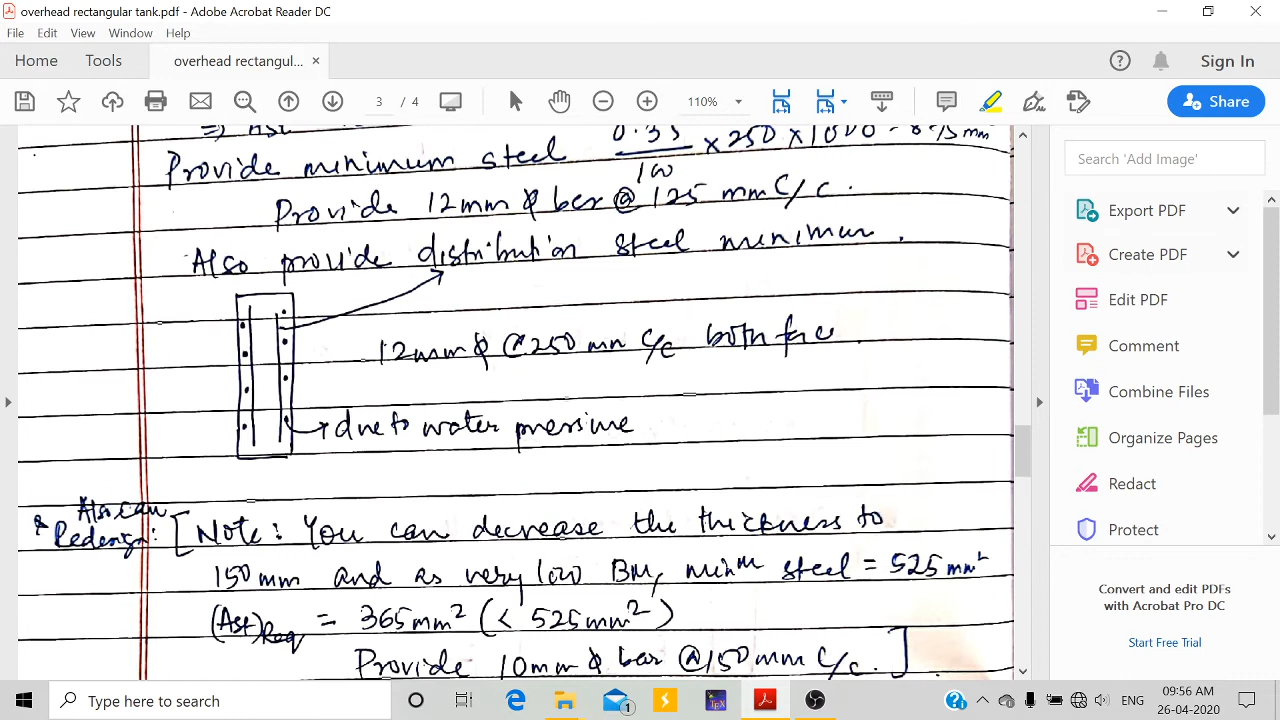 overhead rectangular tank.pdf - Adobe Acrobat Reader DC
File Edit View Window Help
Home Tools overhead rectangul... ×
Sign In
3 / 4 110%
Share
⇒ Ast
Provide minimum steel 0.35/100 × 250 × 1000 = 875 mm²
Provide 12mm ϕ bar @ 125 mm C/c.
Also provide distribution steel minimum.
12mm ϕ @ 250 mm C/c both face.
due to water pressure
* Also can
Redesign:
[Note: You can decrease the thickness to
150 mm and as very low BM, minᵐ steel = 525 mm²
(Ast)Req = 365 mm² (< 525 mm²)
Provide 10mm ϕ bar @ 150 mm C/c.]
Search 'Add Image'
Export PDF
Create PDF
Edit PDF
Comment
Combine Files
Organize Pages
Redact
Protect
Convert and edit PDFs
with Acrobat Pro DC
Start Free Trial
Type here to search
1
TEX
ENG
09:56 AM
26-04-2020